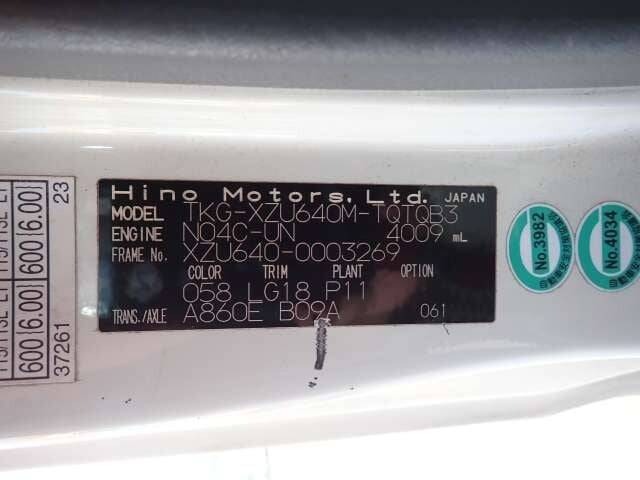 Hino Motors, Ltd. JAPAN
MODEL TKG-XZU640M-TQTQB3
ENGINE N04C-UN 4009 mL
FRAME No. XZU640-0003269
COLOR TRIM PLANT OPTION
058 LG18 P11
TRANS./AXLE A860E B09A 061
23
600 (6.00)
600 (6.00)
37261
No.3982
No.4934